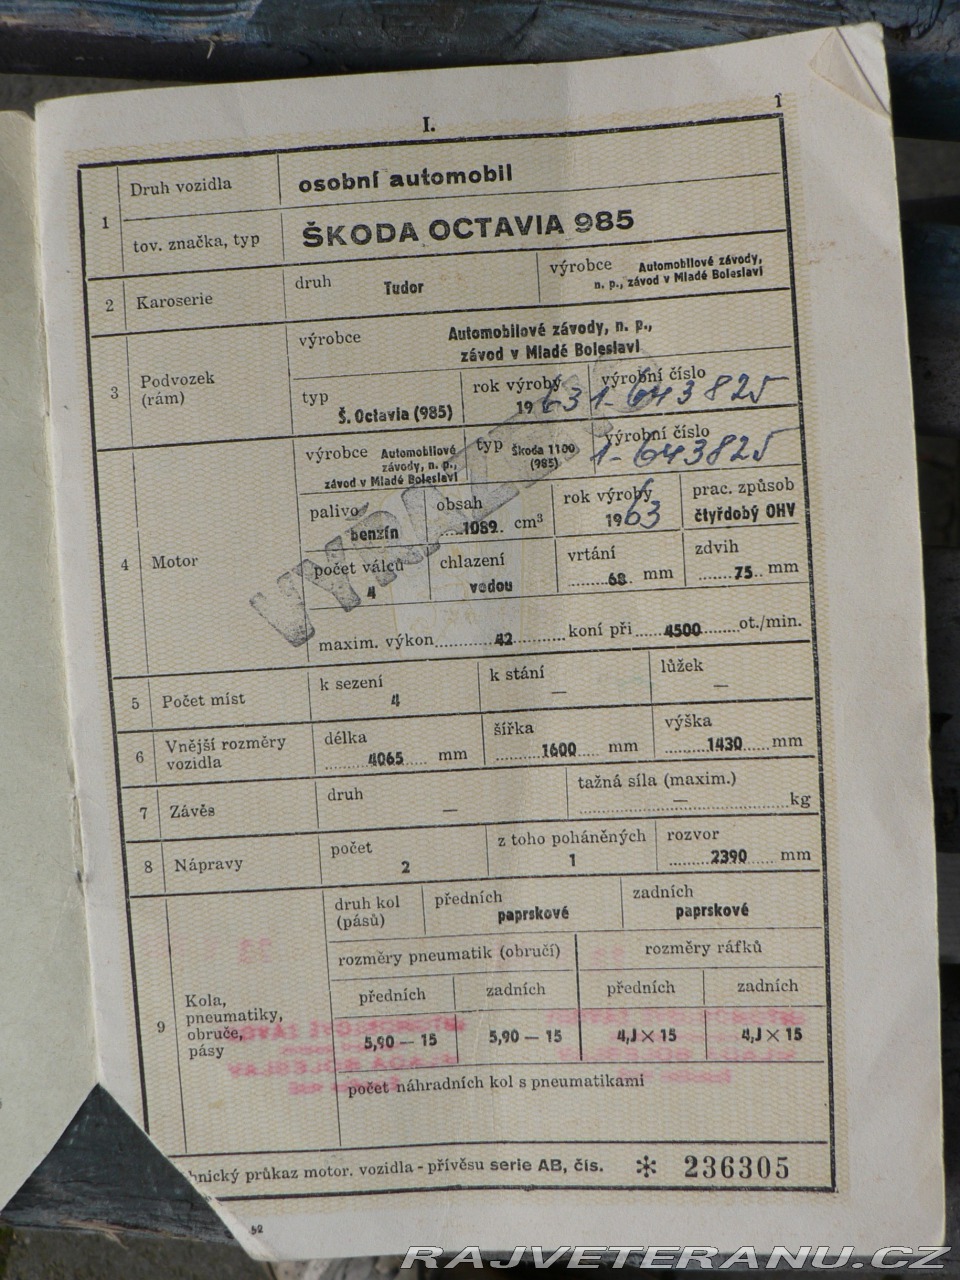 I.
1
1
Druh vozidla
osobní automobil
tov. značka, typ
ŠKODA OCTAVIA 985
2
Karoserie
druh
Tudor
výrobce
Automobilové závody,
n. p., závod v Mladé Boleslavi
3
Podvozek
(rám)
výrobce
Automobilové závody, n. p.,
závod v Mladé Boleslavi
typ
Š. Octavia (985)
rok výroby
1963
výrobní číslo
1-643825
4
Motor
výrobce Automobilové
závody, n. p.,
závod v Mladé Boleslavi
typ Škoda 1100
(985)
výrobní číslo
1-643825
palivo
benzín
obsah
1089 cm³
rok výroby
1963
prac. způsob
čtyřdobý OHV
počet válců
4
chlazení
vodou
vrtání
68 mm
zdvih
75 mm
maxim. výkon 42 koní při 4500 ot./min.
5
Počet míst
k sezení
4
k stání
—
lůžek
—
6
Vnější rozměry
vozidla
délka
4065 mm
šířka
1600 mm
výška
1430 mm
7
Závěs
druh
—
tažná síla (maxim.)
— kg
8
Nápravy
počet
2
z toho poháněných
1
rozvor
2390 mm
9
Kola,
pneumatiky,
obruče,
pásy
druh kol
(pásů)
předních
paprskové
zadních
paprskové
rozměry pneumatik (obručí)
rozměry ráfků
předních
zadních
předních
zadních
5,90 — 15
5,90 — 15
4J × 15
4J × 15
počet náhradních kol s pneumatikami
hnický průkaz motor. vozidla - přívěsu serie AB, čís. ✻ 236305
52
RAJVETERANU.CZ